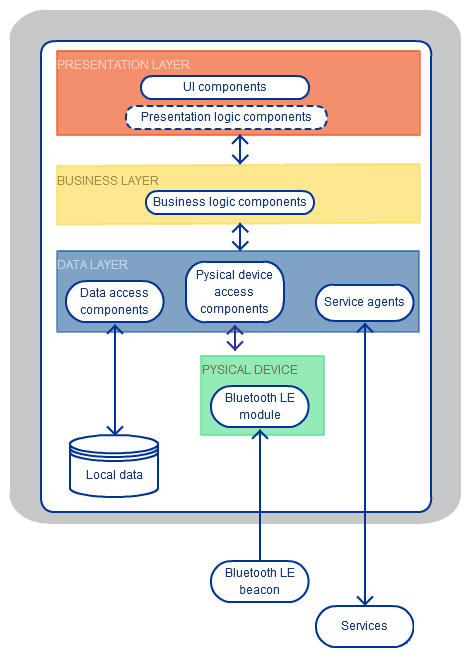 PRESENTATION LAYER
UI components
Presentation logic components
BUSINESS LAYER
Business logic components
DATA LAYER
Data access
components
Pysical device
access
components
Service agents
PYSICAL DEVICE
Bluetooth LE
module
Local data
Bluetooth LE
beacon
Services